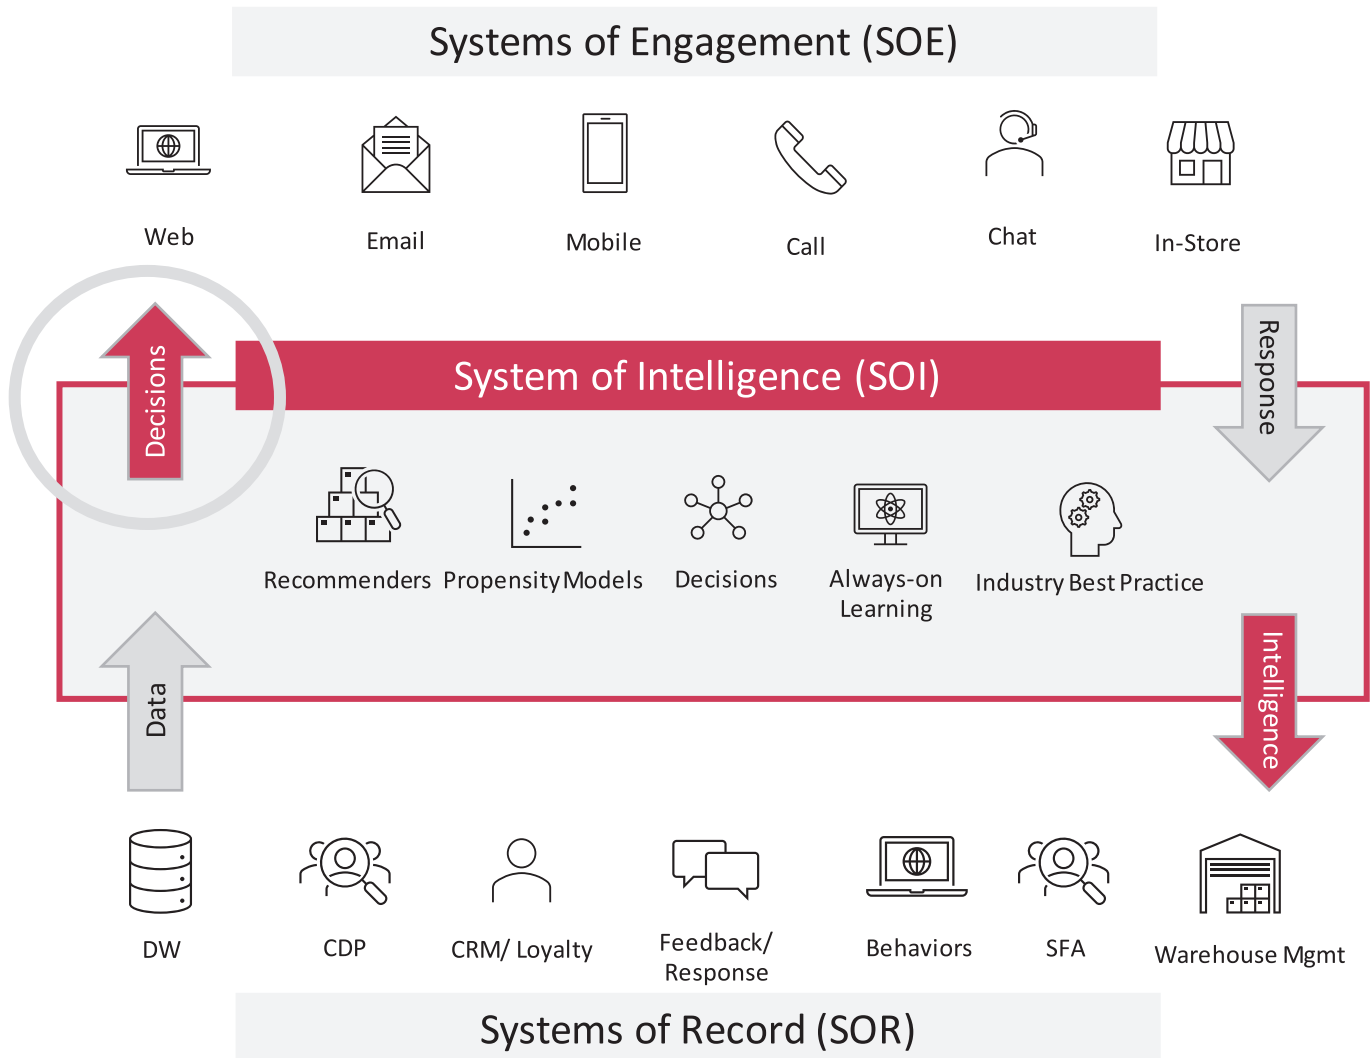 Systems of Engagement (SOE)
Web
Email
Mobile
Call
Chat
In-Store
Decisions
Response
System of Intelligence (SOI)
Recommenders
Propensity Models
Decisions
Always-on
Learning
Industry Best Practice
Data
Intelligence
DW
CDP
CRM/ Loyalty
Feedback/
Response
Behaviors
SFA
Warehouse Mgmt
Systems of Record (SOR)